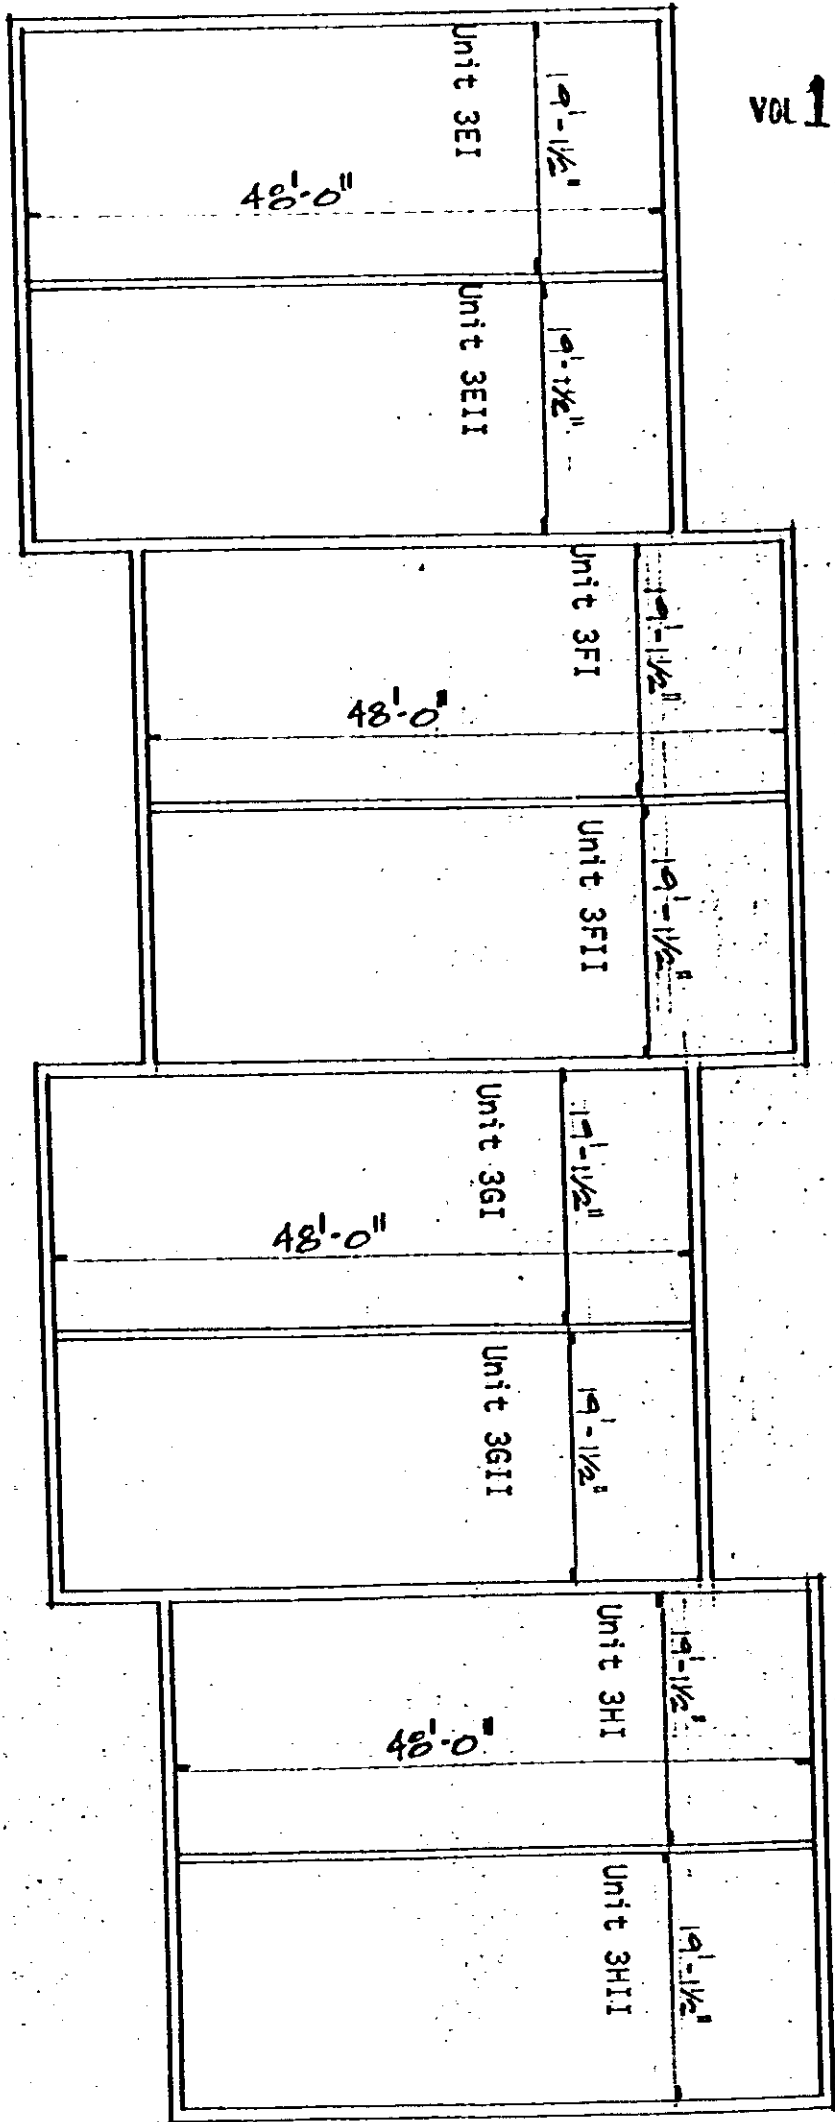 VOL 1
Unit 3EI
19'-1½"
48'-0"
Unit 3EII
19'-1½"
Unit 3FI
19'-1½"
48'-0"
Unit 3FII
19'-1½"
Unit 3GI
19'-1½"
48'-0"
Unit 3GII
19'-1½"
Unit 3HI
19'-1½"
48'-0"
Unit 3HII
19'-1½"